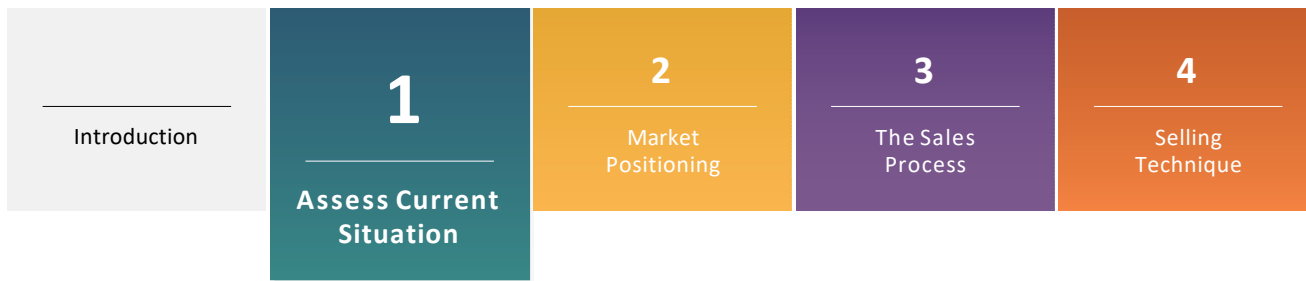 Introduction
1
Assess Current
Situation
2
Market
Positioning
3
The Sales
Process
4
Selling
Technique